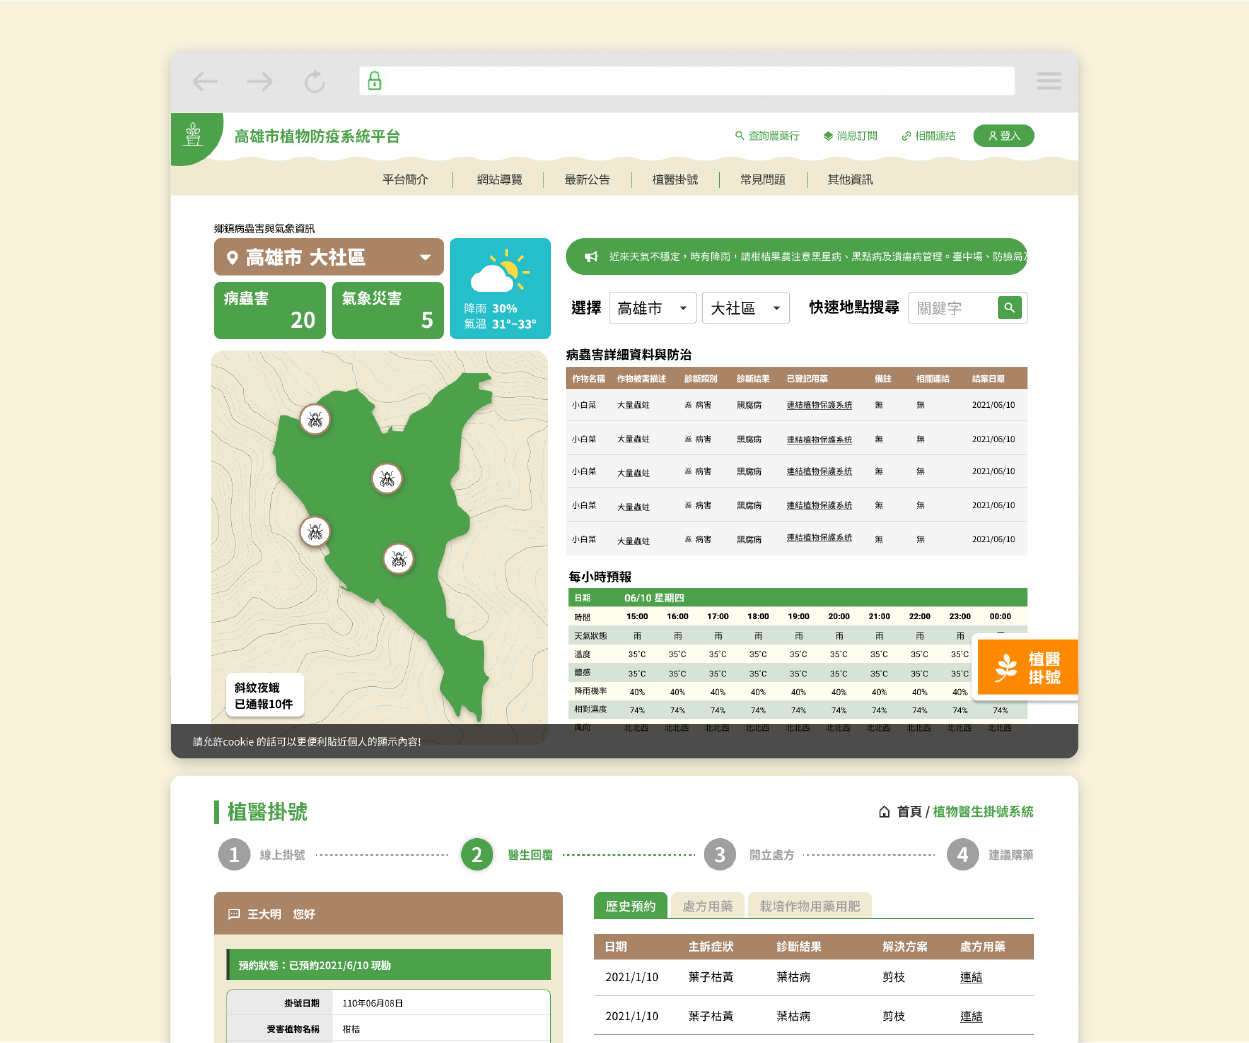 高雄市植物防疫系統平台
查詢農藥行 消息訂閱 相關連結 登入
平台簡介 網站導覽 最新公告 植醫掛號 常見問題 其他資訊
鄉鎮病蟲害與氣象資訊
高雄市 大社區
病蟲害 20
氣象災害 5
降雨 30%
氣溫 31°~33°
近來天氣不穩定，時有降雨，請柑桔果農注意黑星病、黑點病及潰瘍病管理。臺中場、防檢局
選擇 高雄市 大社區 快速地點搜尋 關鍵字
病蟲害詳細資料與防治
作物名稱 作物被害描述 診斷類別 診斷結果 已登記用藥 備註 相關連結 結案日期
小白菜 大量蟲蛀 病害 黑腐病 連結植物保護系統 無 無 2021/06/10
小白菜 大量蟲蛀 病害 黑腐病 連結植物保護系統 無 無 2021/06/10
小白菜 大量蟲蛀 病害 黑腐病 連結植物保護系統 無 無 2021/06/10
小白菜 大量蟲蛀 病害 黑腐病 連結植物保護系統 無 無 2021/06/10
小白菜 大量蟲蛀 病害 黑腐病 連結植物保護系統 無 無 2021/06/10
每小時預報
日期 06/10 星期四
時間 15:00 16:00 17:00 18:00 19:00 20:00 21:00 22:00 23:00 00:00
天氣狀態 雨 雨 雨 雨 雨 雨 雨 雨 雨
溫度 35°C 35°C 35°C 35°C 35°C 35°C 35°C 35°C 35°C
體感 35°C 35°C 35°C 35°C 35°C 35°C 35°C 35°C 35°C
降雨機率 40% 40% 40% 40% 40% 40% 40% 40% 40%
相對濕度 74% 74% 74% 74% 74% 74% 74% 74% 74% 74%
風向 北北西 北北西 北北西 北北西 北北西 北北西 北北西 北北西 北北西 北北西
植醫
掛號
斜紋夜蛾
已通報10件
請允許cookie 的話可以更便利貼近個人的顯示內容!
植醫掛號
首頁 / 植物醫生掛號系統
1 線上掛號 2 醫生回覆 3 開立處方 4 建議購藥
王大明 您好
預約狀態：已預約2021/6/10 現勘
掛號日期 110年06月08日
受害植物名稱 柑桔
歷史預約 處方用藥 栽培作物用藥用肥
日期 主訴症狀 診斷結果 解決方案 處方用藥
2021/1/10 葉子枯黃 葉枯病 剪枝 連結
2021/1/10 葉子枯黃 葉枯病 剪枝 連結